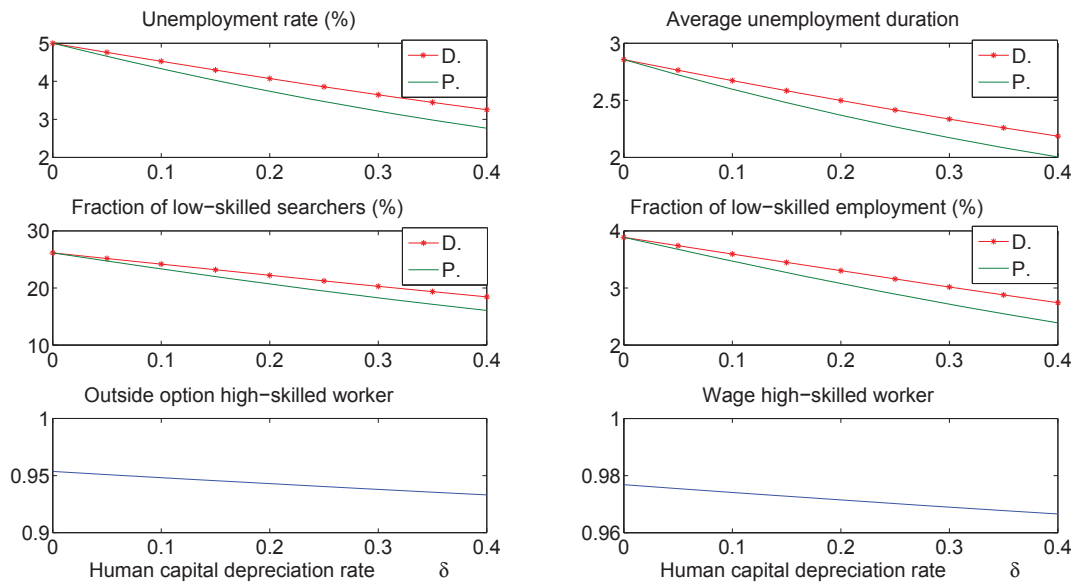 Unemployment rate (%)
5
4
3
2
0 0.1 0.2 0.3 0.4
D.
P.
Average unemployment duration
3
2.5
2
0 0.1 0.2 0.3 0.4
D.
P.
Fraction of low−skilled searchers (%)
30
20
10
0 0.1 0.2 0.3 0.4
D.
P.
Fraction of low−skilled employment (%)
4
3
2
0 0.1 0.2 0.3 0.4
D.
P.
Outside option high−skilled worker
1
0.95
0.9
0 0.1 0.2 0.3 0.4
Human capital depreciation rate δ
Wage high−skilled worker
1
0.98
0.96
0 0.1 0.2 0.3 0.4
Human capital depreciation rate δ